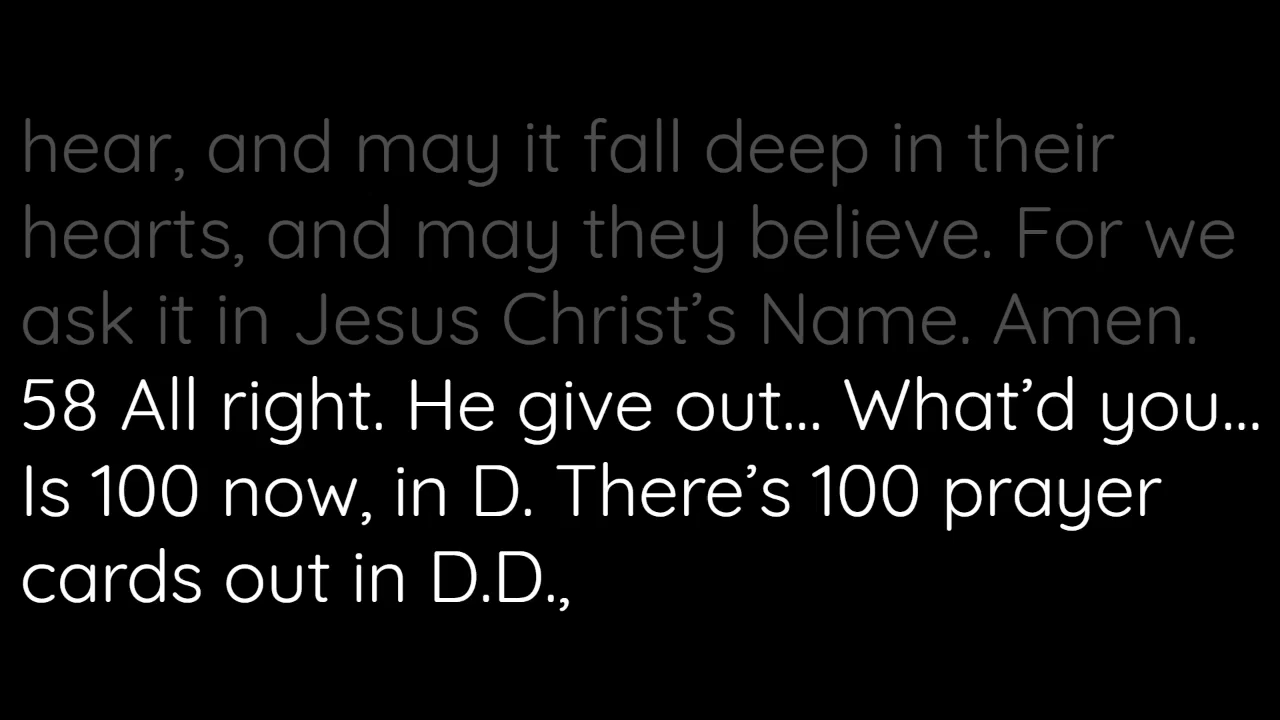 hear, and may it fall deep in their
hearts, and may they believe. For we
ask it in Jesus Christ’s Name. Amen.
58 All right. He give out... What’d you...
Is 100 now, in D. There’s 100 prayer
cards out in D.D.,